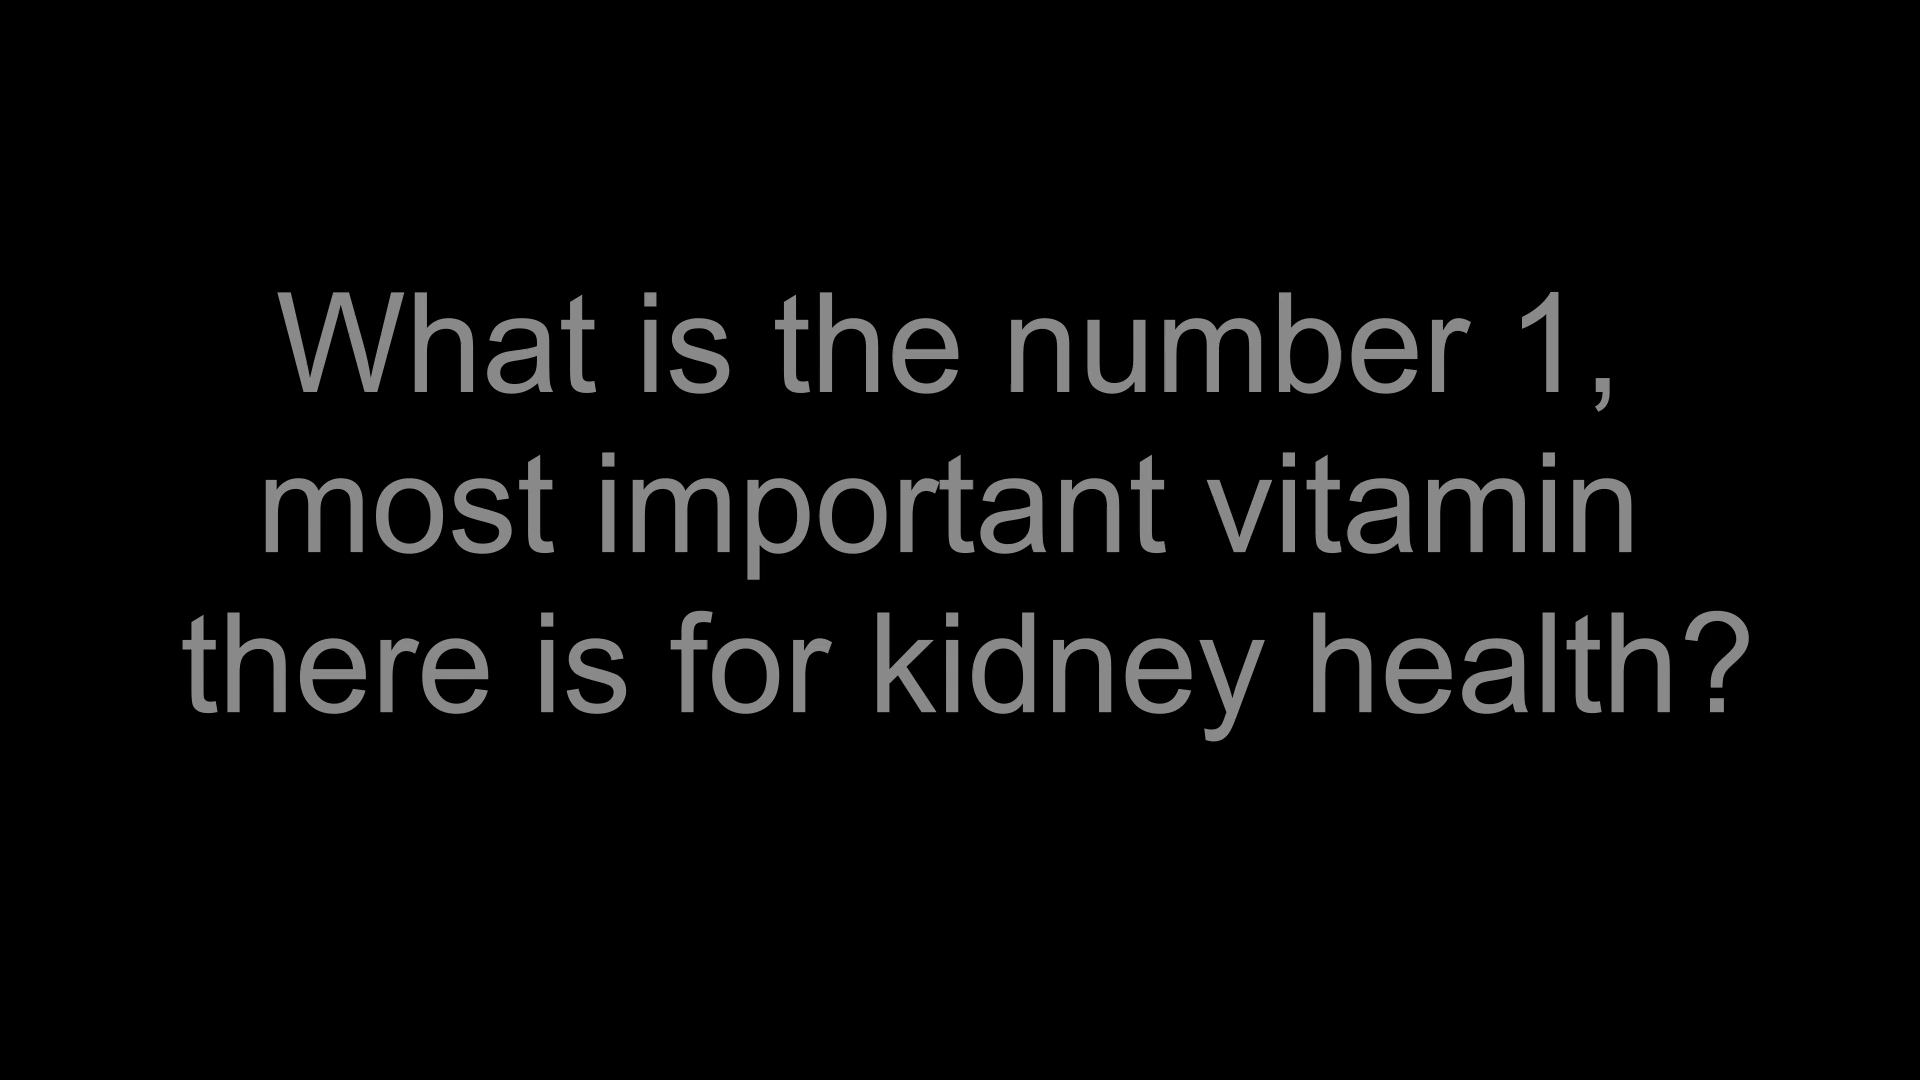 What is the number 1,
most important vitamin
there is for kidney health?